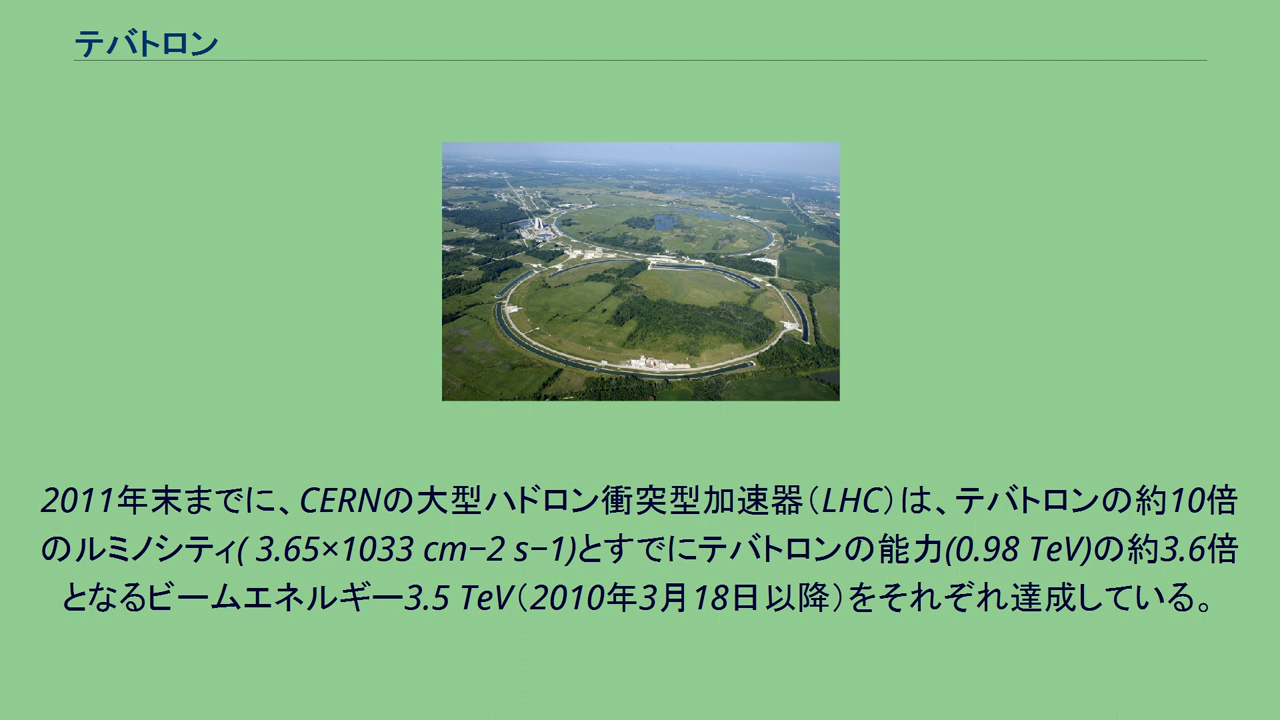 テバトロン
2011年末までに、CERNの大型ハドロン衝突型加速器（LHC）は、テバトロンの約10倍
のルミノシティ( 3.65×1033 cm−2 s−1)とすでにテバトロンの能力(0.98 TeV)の約3.6倍
となるビームエネルギー3.5 TeV（2010年3月18日以降）をそれぞれ達成している。